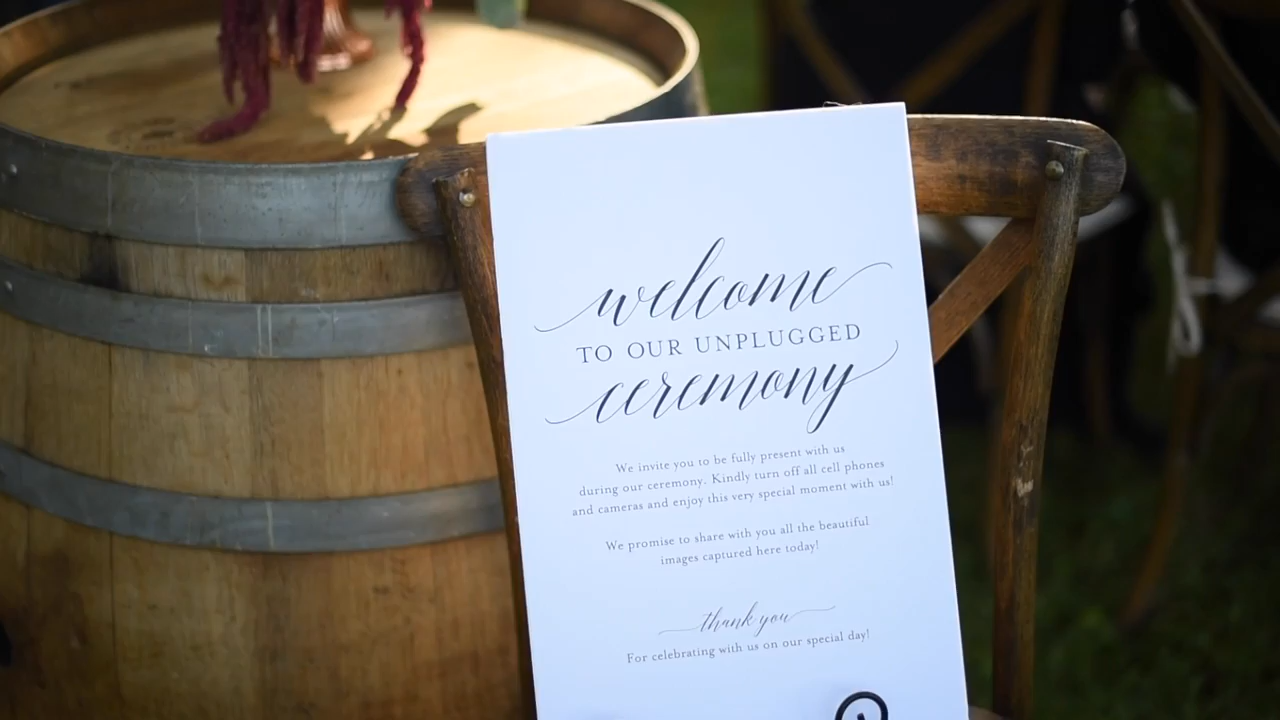 welcome
TO OUR UNPLUGGED
ceremony
We invite you to be fully present with us
during our ceremony. Kindly turn off all cell phones
and cameras and enjoy this very special moment with us!
We promise to share with you all the beautiful
images captured here today!
thank you
For celebrating with us on our special day!